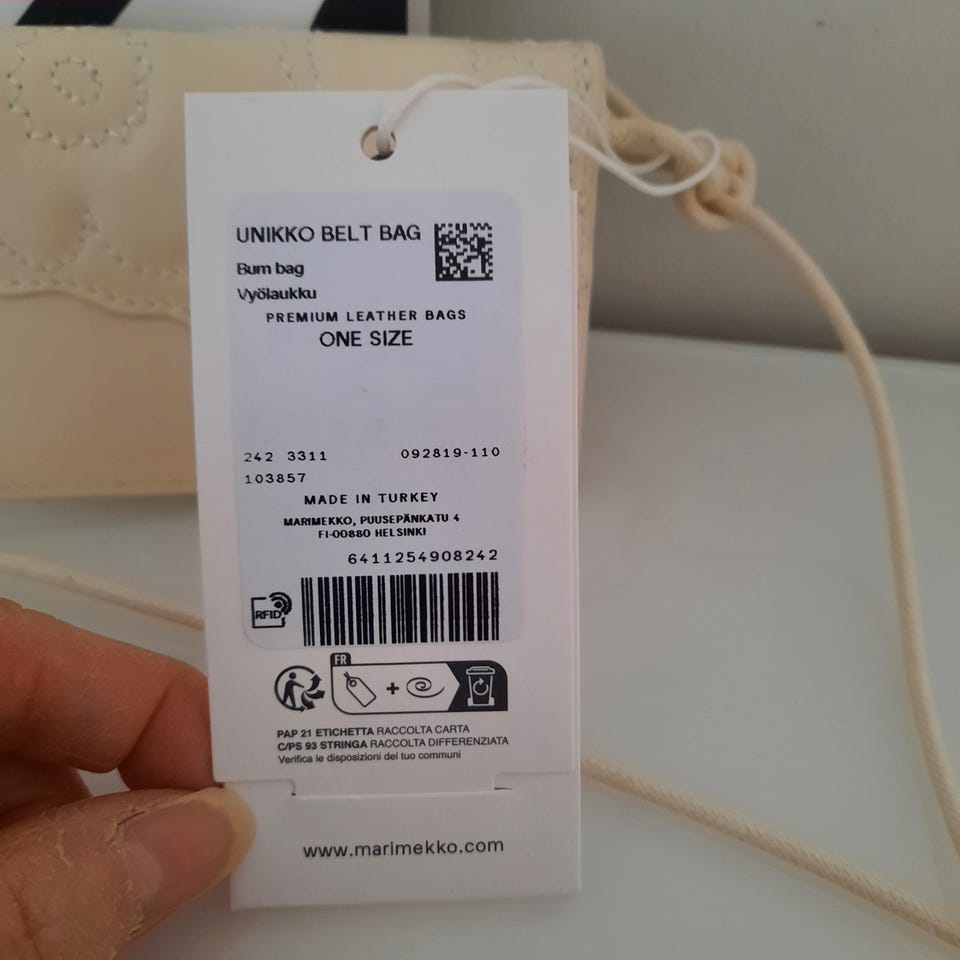 UNIKKO BELT BAG
Bum bag
Vyölaukku
PREMIUM LEATHER BAGS
ONE SIZE
242 3311 092819-110
103857
MADE IN TURKEY
MARIMEKKO, PUUSEPÄNKATU 4
FI-00880 HELSINKI
6411254908242
RFID
FR
PAP 21 ETICHETTA RACCOLTA CARTA
C/PS 93 STRINGA RACCOLTA DIFFERENZIATA
Verifica le disposizioni del tuo communi
www.marimekko.com